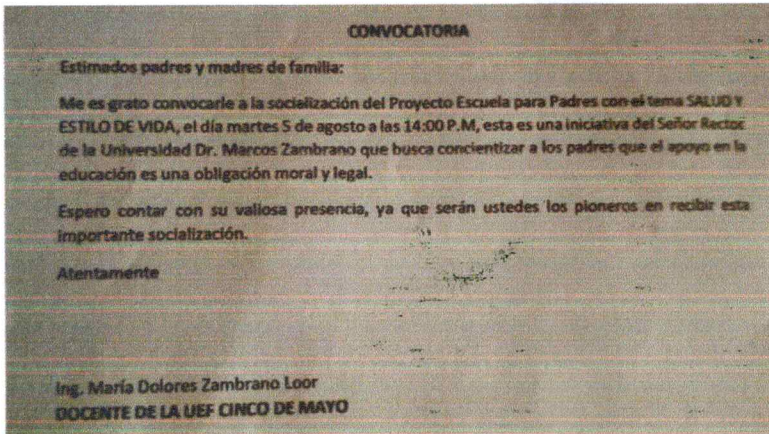 CONVOCATORIA
Estimados padres y madres de familia:
Me es grato convocarle a la socialización del Proyecto Escuela para Padres con el tema SALUD Y
ESTILO DE VIDA, el día martes 5 de agosto a las 14:00 P.M, esta es una iniciativa del Señor Rector
de la Universidad Dr. Marcos Zambrano que busca concientizar a los padres que el apoyo en la
educación es una obligación moral y legal.
Espero contar con su valiosa presencia, ya que serán ustedes los pioneros en recibir esta
importante socialización.
Atentamente
Ing. María Dolores Zambrano Loor
DOCENTE DE LA UEF CINCO DE MAYO